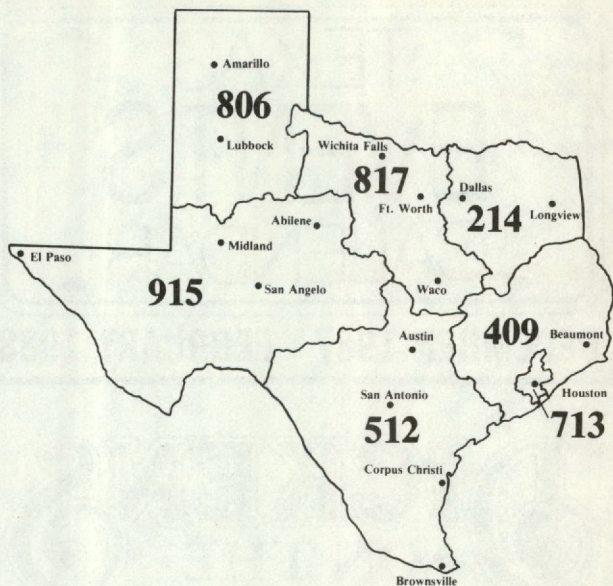 Amarillo
806
Lubbock
Wichita Falls
817
Dallas
Ft. Worth
214
Longview
Abilene
Midland
El Paso
San Angelo
915
Waco
409
Austin
Beaumont
San Antonio
Houston
512
713
Corpus Christi
Brownsville